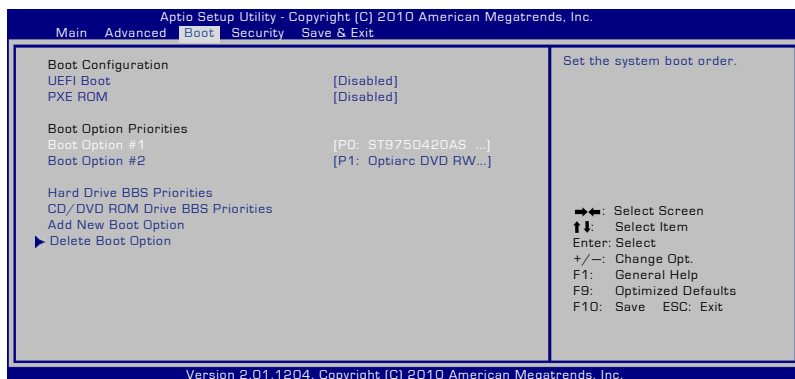 Aptio Setup Utility - Copyright (C) 2010 American Megatrends, Inc.
Main Advanced Boot Security Save & Exit
Boot Configuration
UEFI Boot [Disabled]
PXE ROM [Disabled]
Boot Option Priorities
Boot Option #1 [P0: ST9750420AS ...]
Boot Option #2 [P1: Optiarc DVD RW...]
Hard Drive BBS Priorities
CD/DVD ROM Drive BBS Priorities
Add New Boot Option
Delete Boot Option
Set the system boot order.
→←: Select Screen
↑↓: Select Item
Enter: Select
+/—: Change Opt.
F1: General Help
F9: Optimized Defaults
F10: Save ESC: Exit
Version 2.01.1204. Copyright (C) 2010 American Megatrends, Inc.